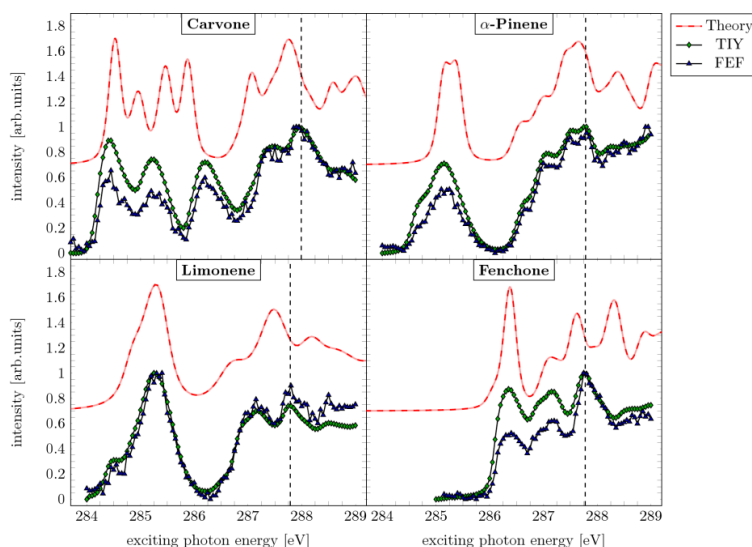 Carvone
α-Pinene
Theory
TIY
FEF
1.8
1.6
1.4
1.2
1
0.8
0.6
0.4
0.2
0
intensity [arb.units]
Limonene
Fenchone
1.8
1.6
1.4
1.2
1
0.8
0.6
0.4
0.2
0
intensity [arb.units]
284 285 286 287 288 289
284 285 286 287 288 289
exciting photon energy [eV]
exciting photon energy [eV]